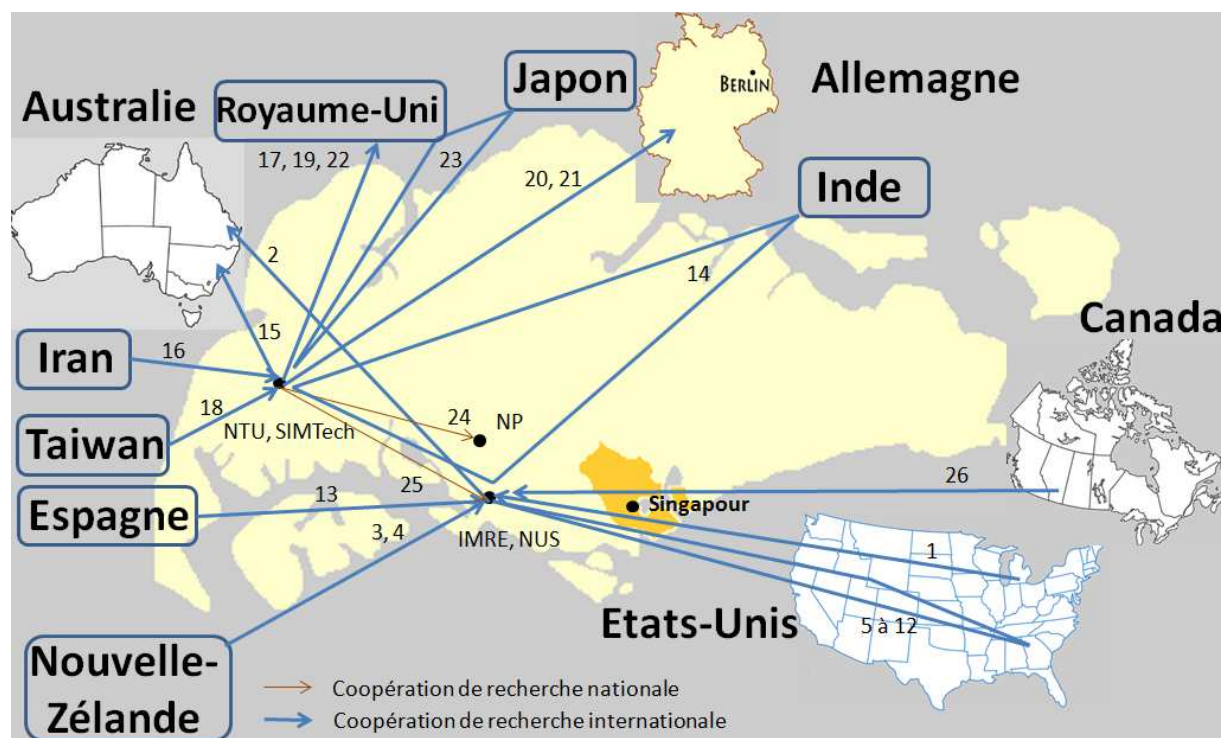 Japon
Allemagne
BERLIN
Australie
Royaume-Uni
17, 19, 22
23
20, 21
Inde
2
14
Canada
15
16
Iran
18
24
NP
Taiwan
NTU, SIMTech
13
25
26
Espagne
Singapour
3, 4
IMRE, NUS
1
Etats-Unis
5 à 12
Nouvelle-
Zélande
Coopération de recherche nationale
Coopération de recherche internationale